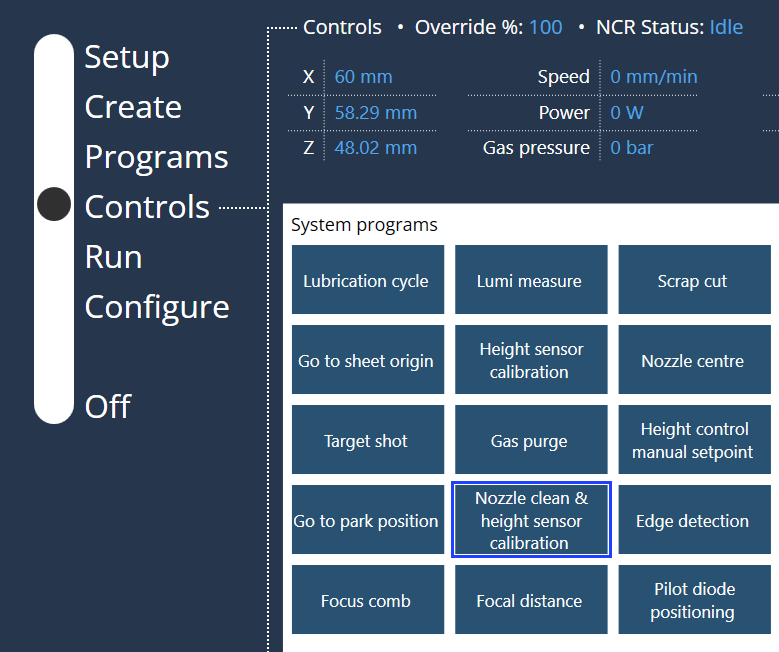 Setup
Create
Programs
Controls
Run
Configure
Off
Controls • Override %: 100 • NCR Status: Idle
X 60 mm Speed 0 mm/min
Y 58.29 mm Power 0 W
Z 48.02 mm Gas pressure 0 bar
System programs
Lubrication cycle
Lumi measure
Scrap cut
Go to sheet origin
Height sensor
calibration
Nozzle centre
Target shot
Gas purge
Height control
manual setpoint
Go to park position
Nozzle clean &
height sensor
calibration
Edge detection
Focus comb
Focal distance
Pilot diode
positioning